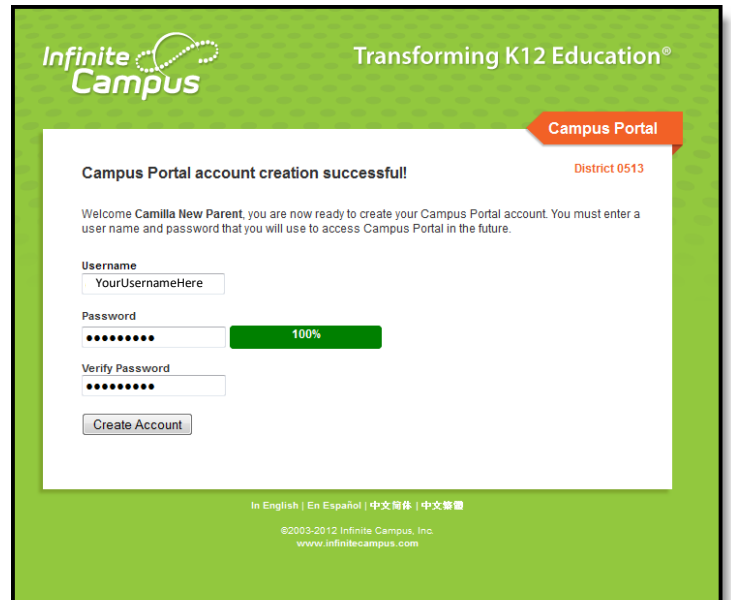 Infinite
Campus
Transforming K12 Education®
Campus Portal
Campus Portal account creation successful!
District 0513
Welcome Camilla New Parent, you are now ready to create your Campus Portal account. You must enter a
user name and password that you will use to access Campus Portal in the future.
Username
YourUsernameHere
Password
•••••••••
100%
Verify Password
•••••••••
Create Account
In English | En Español | 中文简体 | 中文繁體
©2003-2012 Infinite Campus, Inc.
www.infinitecampus.com